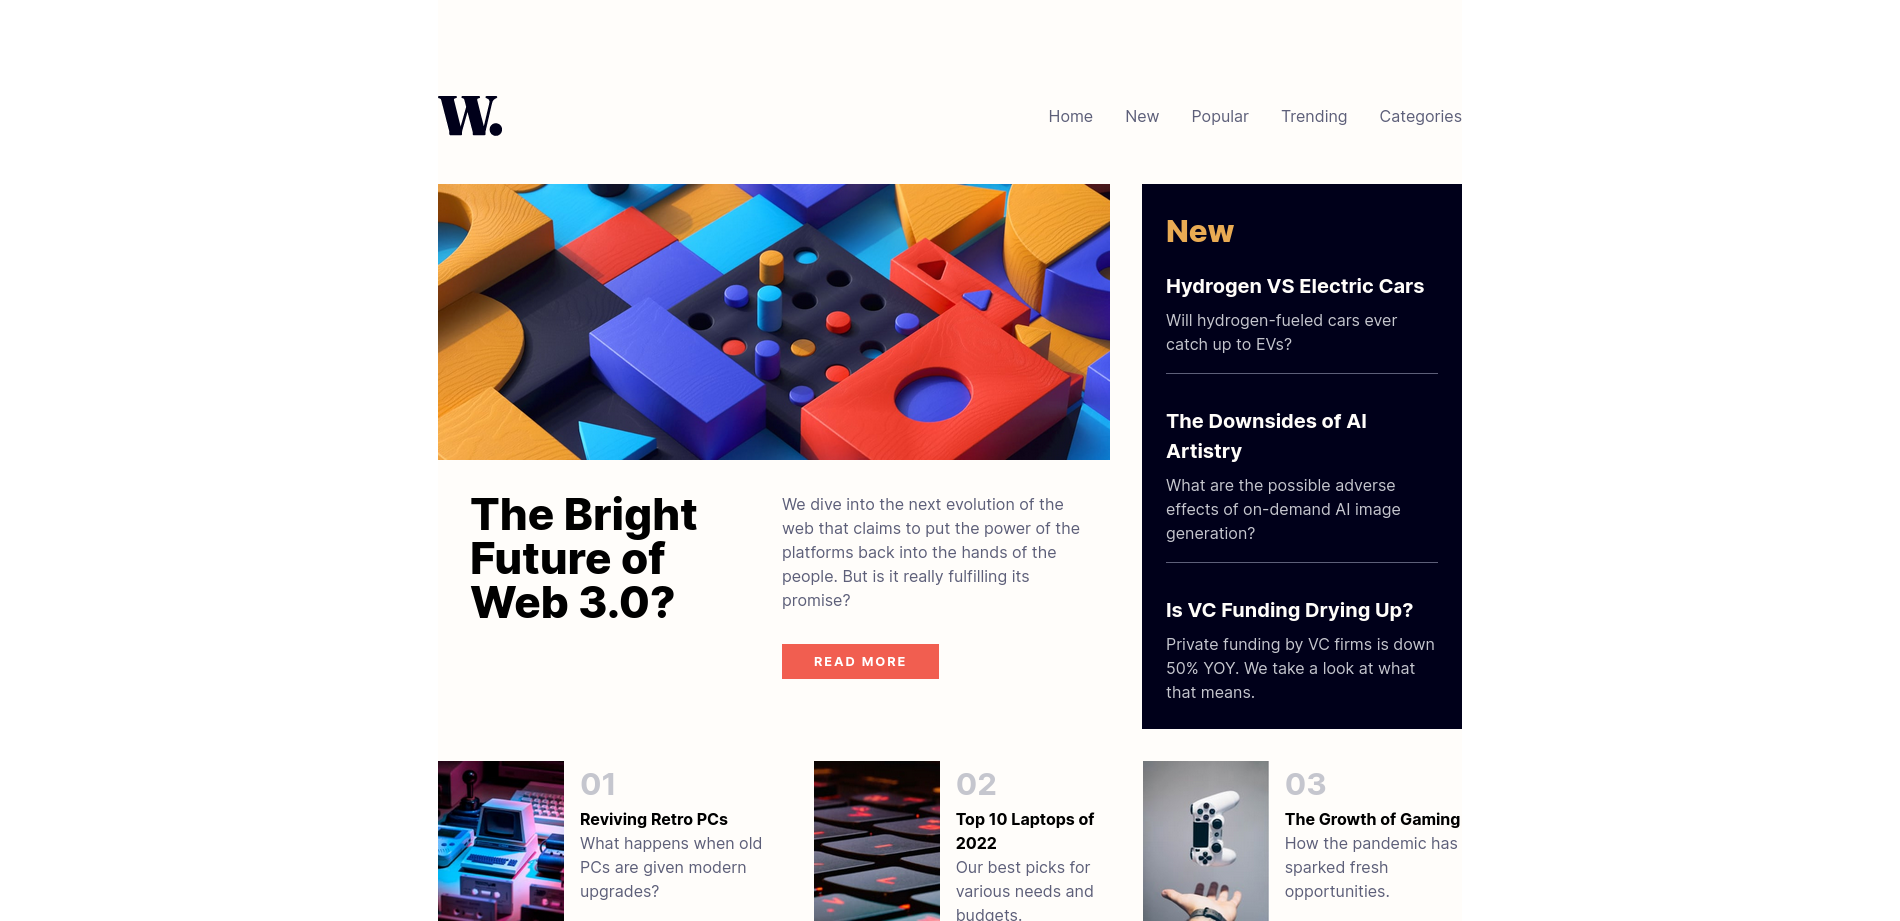 W.
Home New Popular Trending Categories
The Bright
Future of
Web 3.0?
We dive into the next evolution of the
web that claims to put the power of the
platforms back into the hands of the
people. But is it really fulfilling its
promise?
READ MORE
New
Hydrogen VS Electric Cars
Will hydrogen-fueled cars ever
catch up to EVs?
The Downsides of AI
Artistry
What are the possible adverse
effects of on-demand AI image
generation?
Is VC Funding Drying Up?
Private funding by VC firms is down
50% YOY. We take a look at what
that means.
01
Reviving Retro PCs
What happens when old
PCs are given modern
upgrades?
02
Top 10 Laptops of
2022
Our best picks for
various needs and
budgets.
03
The Growth of Gaming
How the pandemic has
sparked fresh
opportunities.